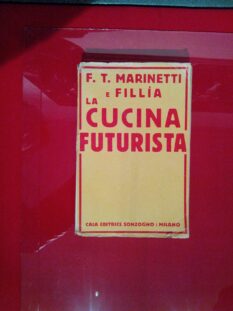 F. T. MARINETTI
E FILLÌA
LA
CUCINA
FUTURISTA
CASA EDITRICE SONZOGNO : MILANO